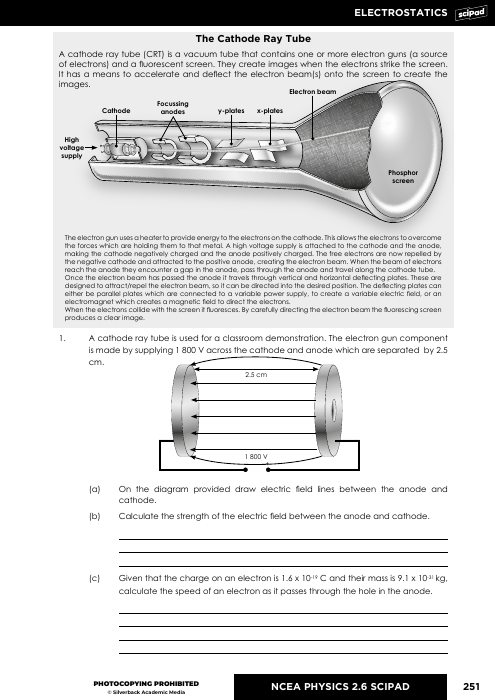 ELECTROSTATICS scipad
The Cathode Ray Tube
A cathode ray tube (CRT) is a vacuum tube that contains one or more electron guns (a source
of electrons) and a fluorescent screen. They create images when the electrons strike the screen.
It has a means to accelerate and deflect the electron beam(s) onto the screen to create the
images.
Electron beam
Focussing
anodes
Cathode
y-plates
x-plates
High
voltage
supply
Phosphor
screen
The electron gun uses a heater to provide energy to the electrons on the cathode. This allows the electrons to overcome
the forces which are holding them to that metal. A high voltage supply is attached to the cathode and the anode,
making the cathode negatively charged and the anode positively charged. The free electrons are now repelled by
the negative cathode and attracted to the positive anode, creating the electron beam. When the beam of electrons
reach the anode they encounter a gap in the anode, pass through the anode and travel along the cathode tube.
Once the electron beam has passed the anode it travels through vertical and horizontal deflecting plates. These are
designed to attract/repel the electron beam, so it can be directed into the desired position. The deflecting plates can
either be parallel plates which are connected to a variable power supply, to create a variable electric field, or an
electromagnet which creates a magnetic field to direct the electrons.
When the electrons collide with the screen it fluoresces. By carefully directing the electron beam the fluorescing screen
produces a clear image.
1. A cathode ray tube is used for a classroom demonstration. The electron gun component
is made by supplying 1 800 V across the cathode and anode which are separated by 2.5
cm.
2.5 cm
1 800 V
(a) On the diagram provided draw electric field lines between the anode and
cathode.
(b) Calculate the strength of the electric field between the anode and cathode.
(c) Given that the charge on an electron is 1.6 x 10⁻¹⁹ C and their mass is 9.1 x 10⁻³¹ kg,
calculate the speed of an electron as it passes through the hole in the anode.
PHOTOCOPYING PROHIBITED
© Silverback Academic Media
NCEA PHYSICS 2.6 SCIPAD
251